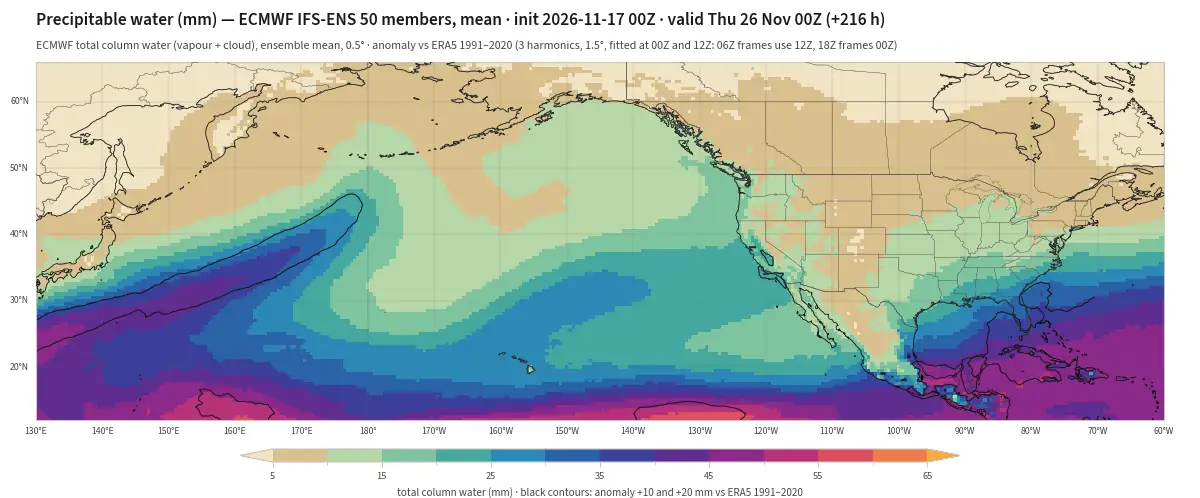 Precipitable water (mm) — ECMWF IFS-ENS 50 members, mean · init 2026-11-17 00Z · valid Thu 26 Nov 00Z (+216 h)
ECMWF total column water (vapour + cloud), ensemble mean, 0.5° · anomaly vs ERA5 1991–2020 (3 harmonics, 1.5°, fitted at 00Z and 12Z: 06Z frames use 12Z, 18Z frames 00Z)
60°N
50°N
40°N
30°N
20°N
130°E 140°E 150°E 160°E 170°E 180° 170°W 160°W 150°W 140°W 130°W 120°W 110°W 100°W 90°W 80°W 70°W 60°W
5 15 25 35 45 55 65
total column water (mm) · black contours: anomaly +10 and +20 mm vs ERA5 1991–2020